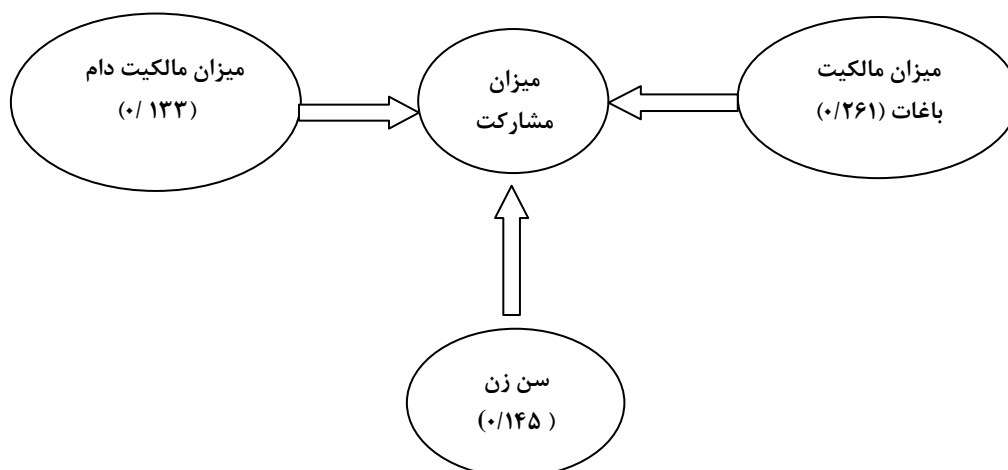 میزان مالکیت
باغات (۰/۲۶۱)
میزان
مشارکت
میزان مالکیت دام
(۰/ ۱۳۳)
سن زن
(۰/۱۴۵ )